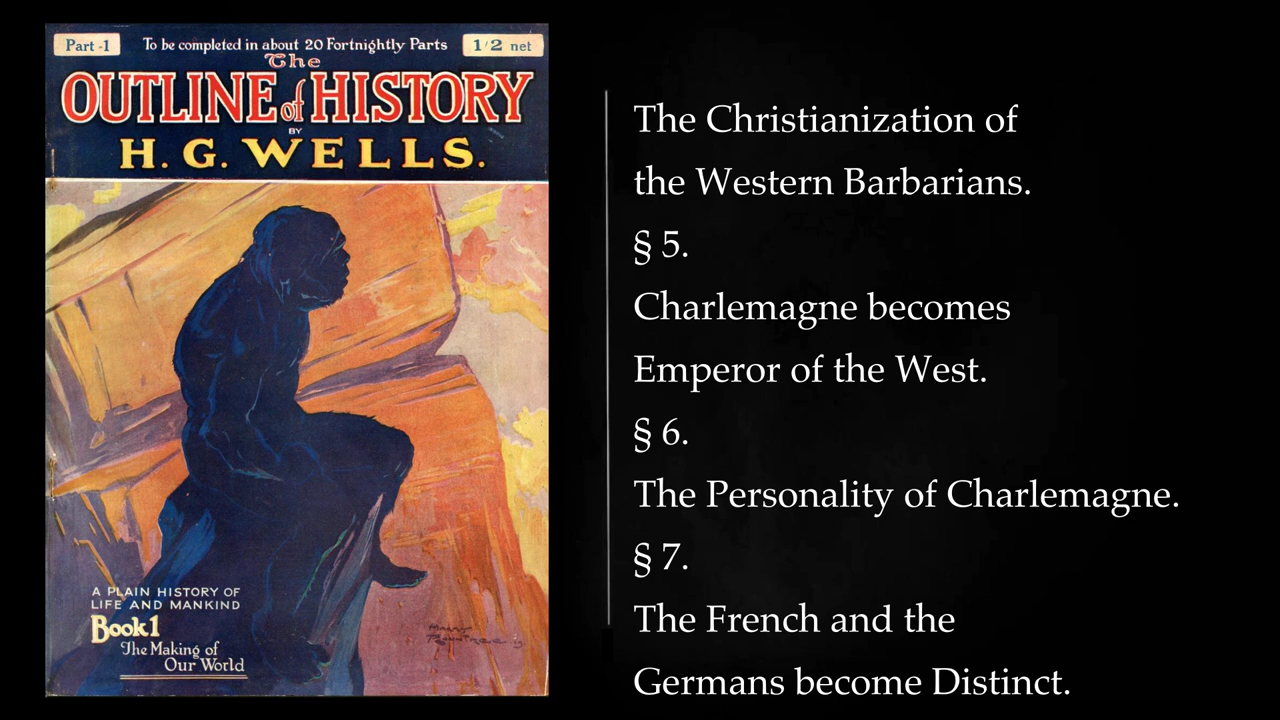 Part -1
To be completed in about 20 Fortnightly Parts
1/2 net
The
OUTLINE of HISTORY
BY
H. G. WELLS.
A PLAIN HISTORY OF
LIFE AND MANKIND
Book 1
The Making of
Our World
The Christianization of
the Western Barbarians.
§ 5.
Charlemagne becomes
Emperor of the West.
§ 6.
The Personality of Charlemagne.
§ 7.
The French and the
Germans become Distinct.